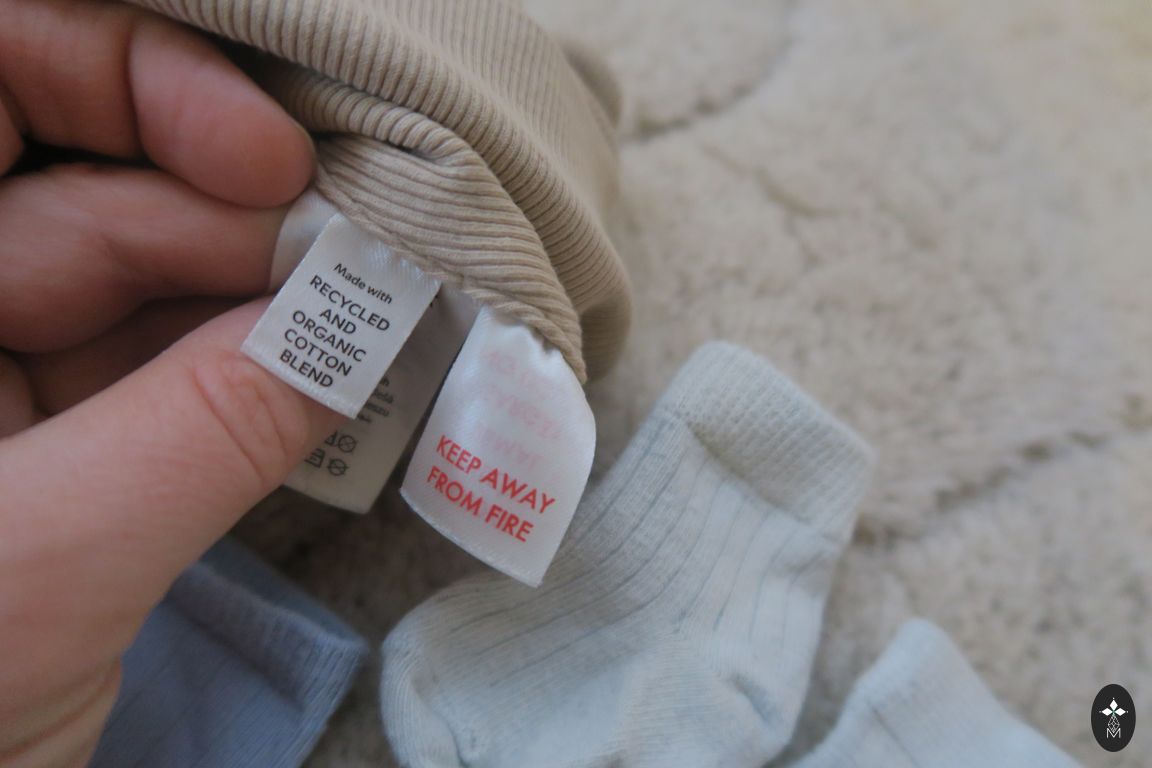 Made with
RECYCLED
AND
ORGANIC
COTTON
BLEND
KEEP AWAY
FROM FIRE
M